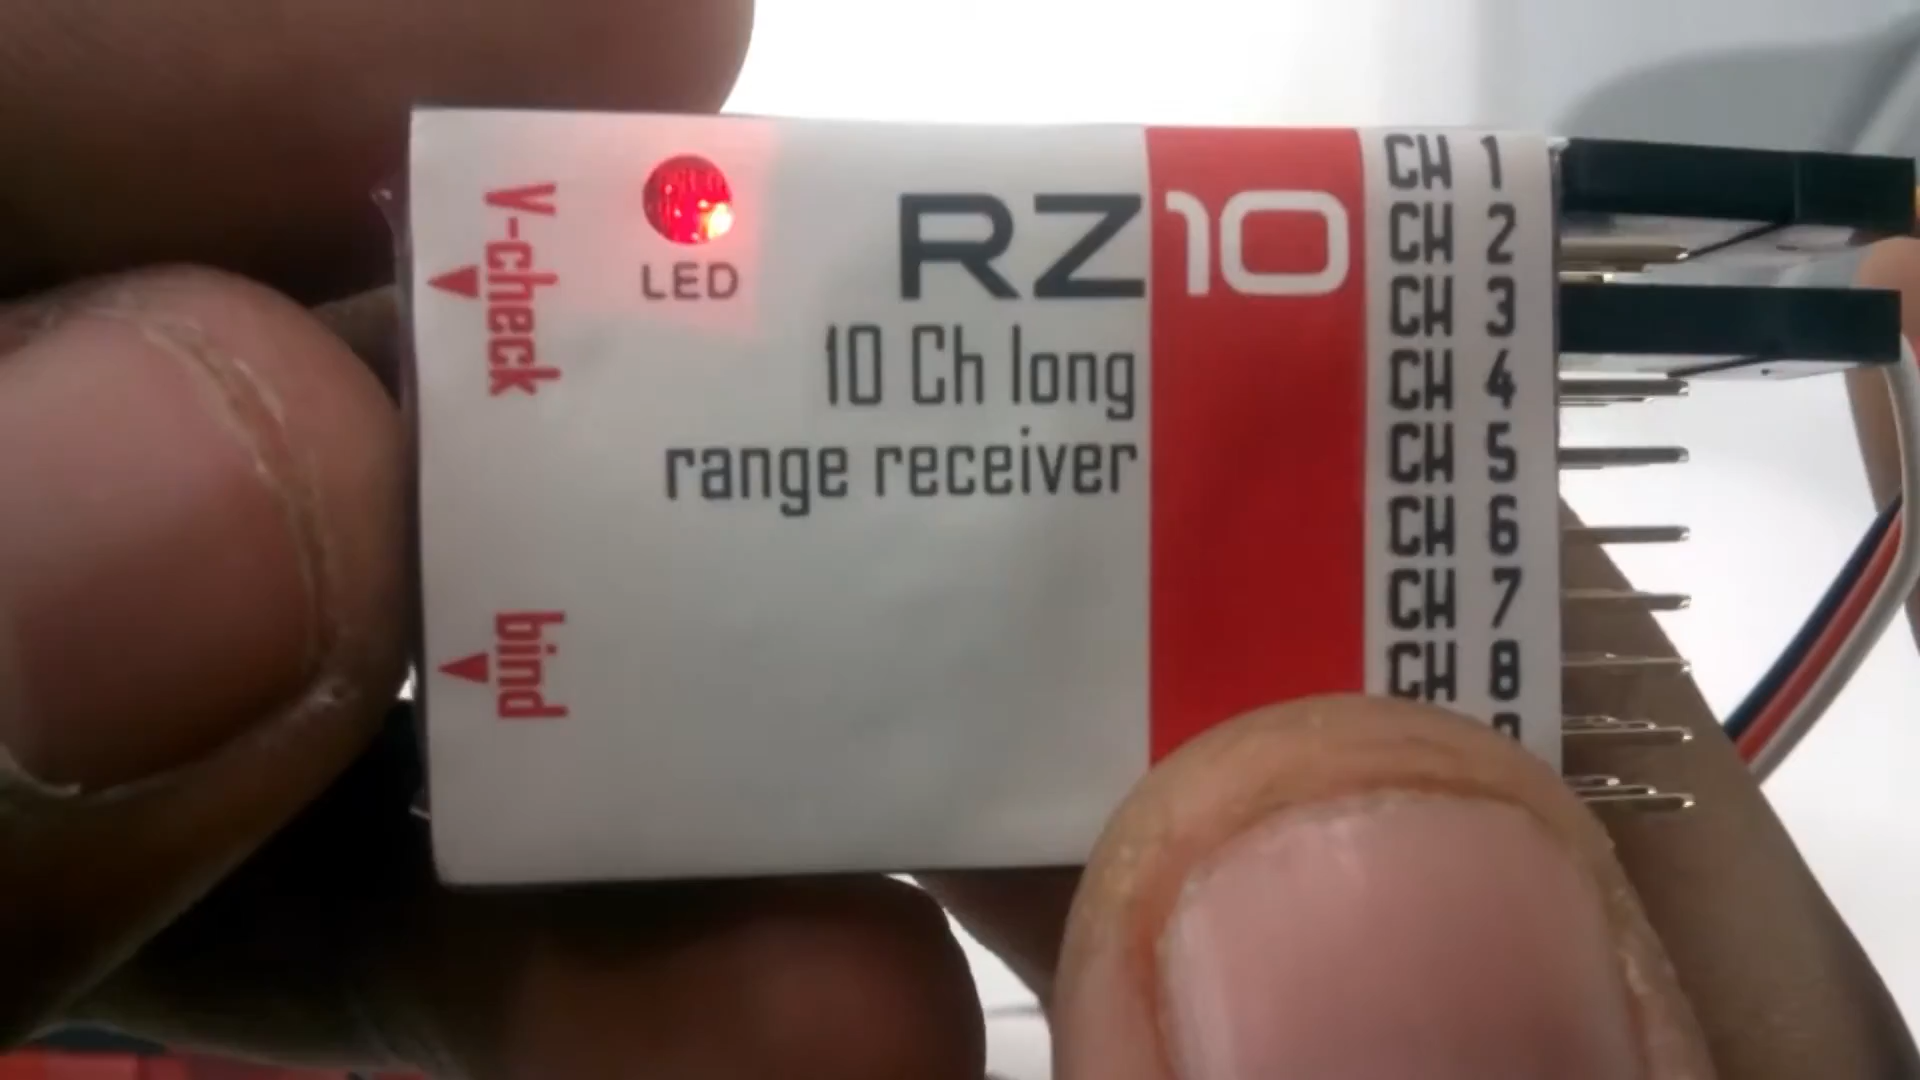 V-check
LED
RZ10
10 Ch long
range receiver
bind
CH 1
CH 2
CH 3
CH 4
CH 5
CH 6
CH 7
CH 8